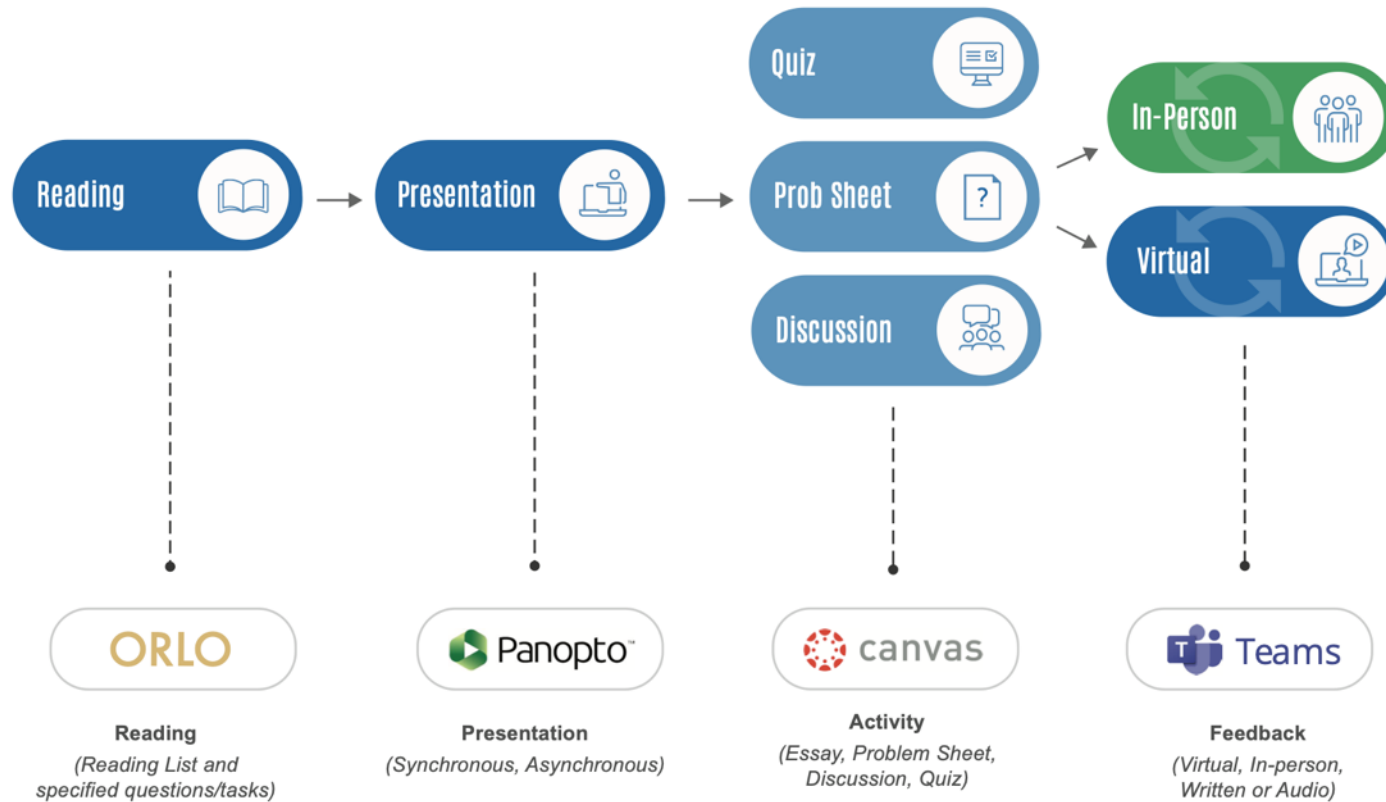 Quiz
In-Person
Reading
Presentation
Prob Sheet
?
Virtual
Discussion
ORLO
Panopto™
canvas
T Teams
Reading
(Reading List and
specified questions/tasks)
Presentation
(Synchronous, Asynchronous)
Activity
(Essay, Problem Sheet,
Discussion, Quiz)
Feedback
(Virtual, In-person,
Written or Audio)